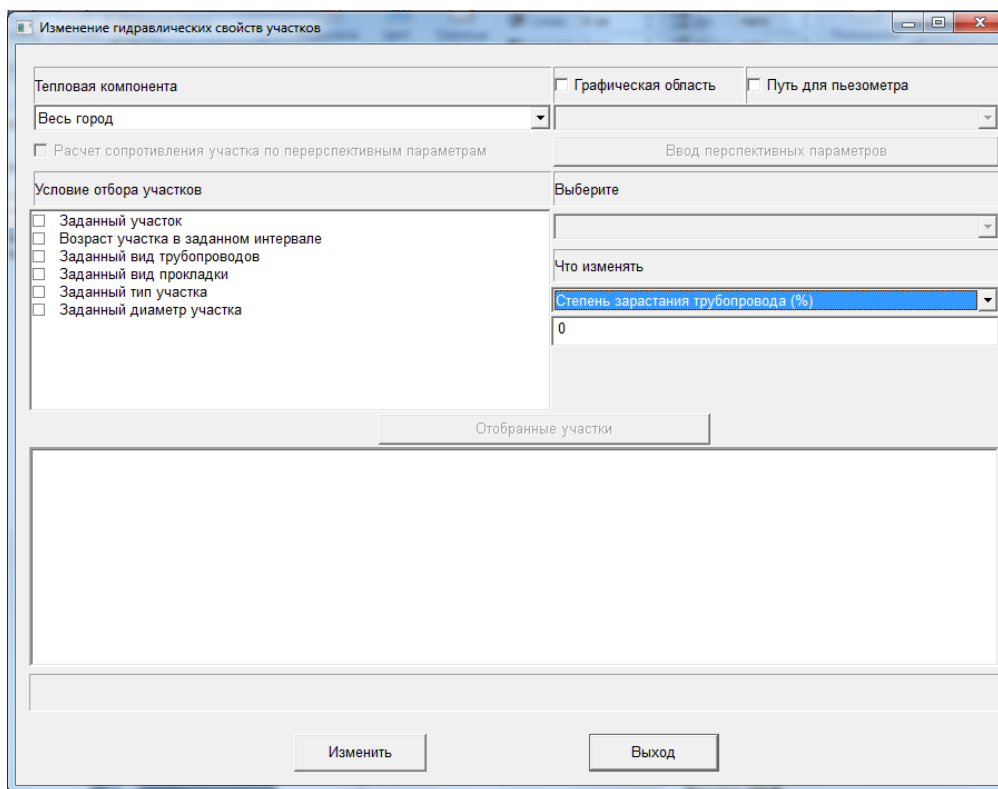 Изменение гидравлических свойств участков
Тепловая компонента
Графическая область
Путь для пьезометра
Весь город
Расчет сопротивления участка по перерспективным параметрам
Ввод перспективных параметров
Условие отбора участков
Выберите
Заданный участок
Возраст участка в заданном интервале
Заданный вид трубопроводов
Заданный вид прокладки
Заданный тип участка
Заданный диаметр участка
Что изменять
Степень зарастания трубопровода (%)
0
Отобранные участки
Изменить
Выход